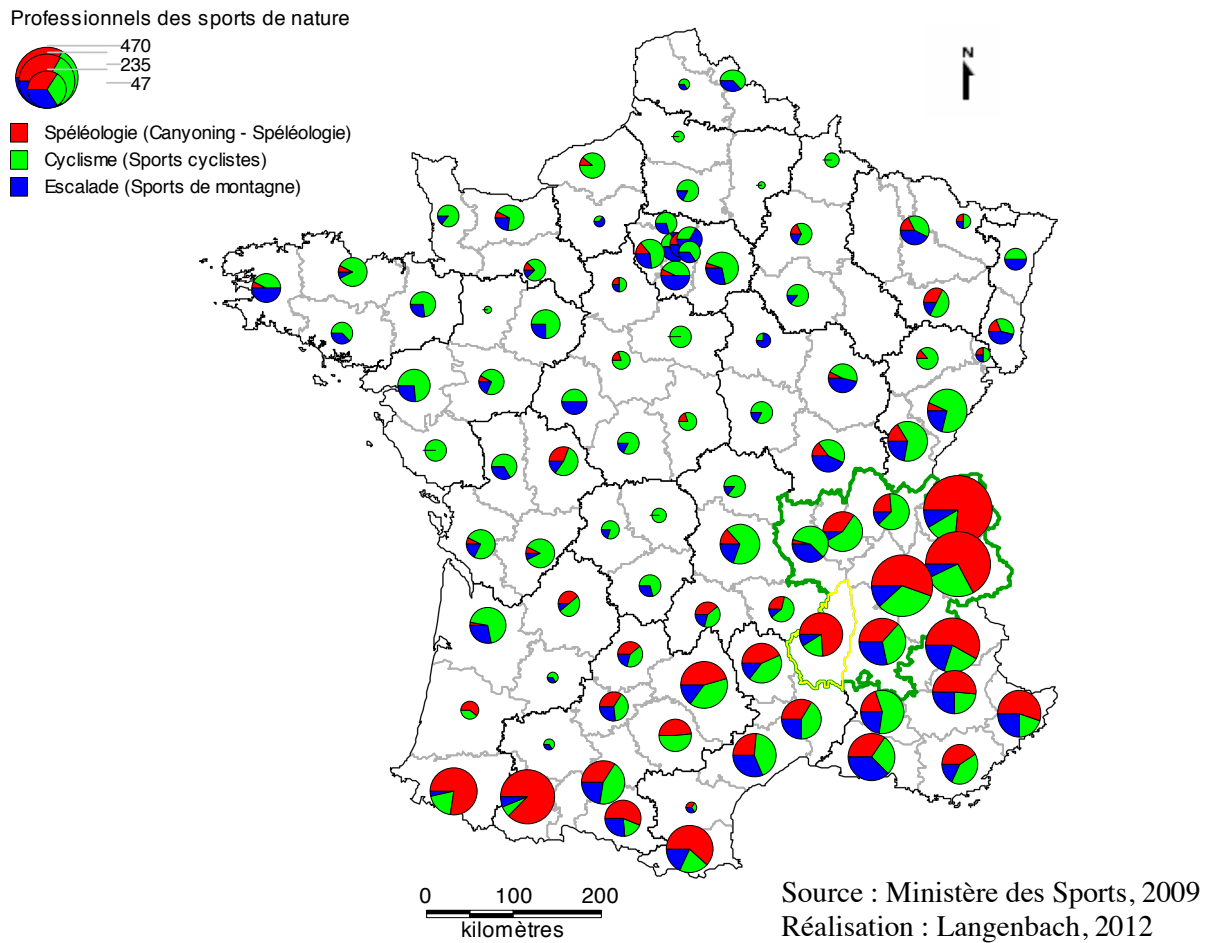 Professionnels des sports de nature
470
235
47
Spéléologie (Canyoning - Spéléologie)
Cyclisme (Sports cyclistes)
Escalade (Sports de montagne)
N
0 100 200
kilomètres
Source : Ministère des Sports, 2009
Réalisation : Langenbach, 2012